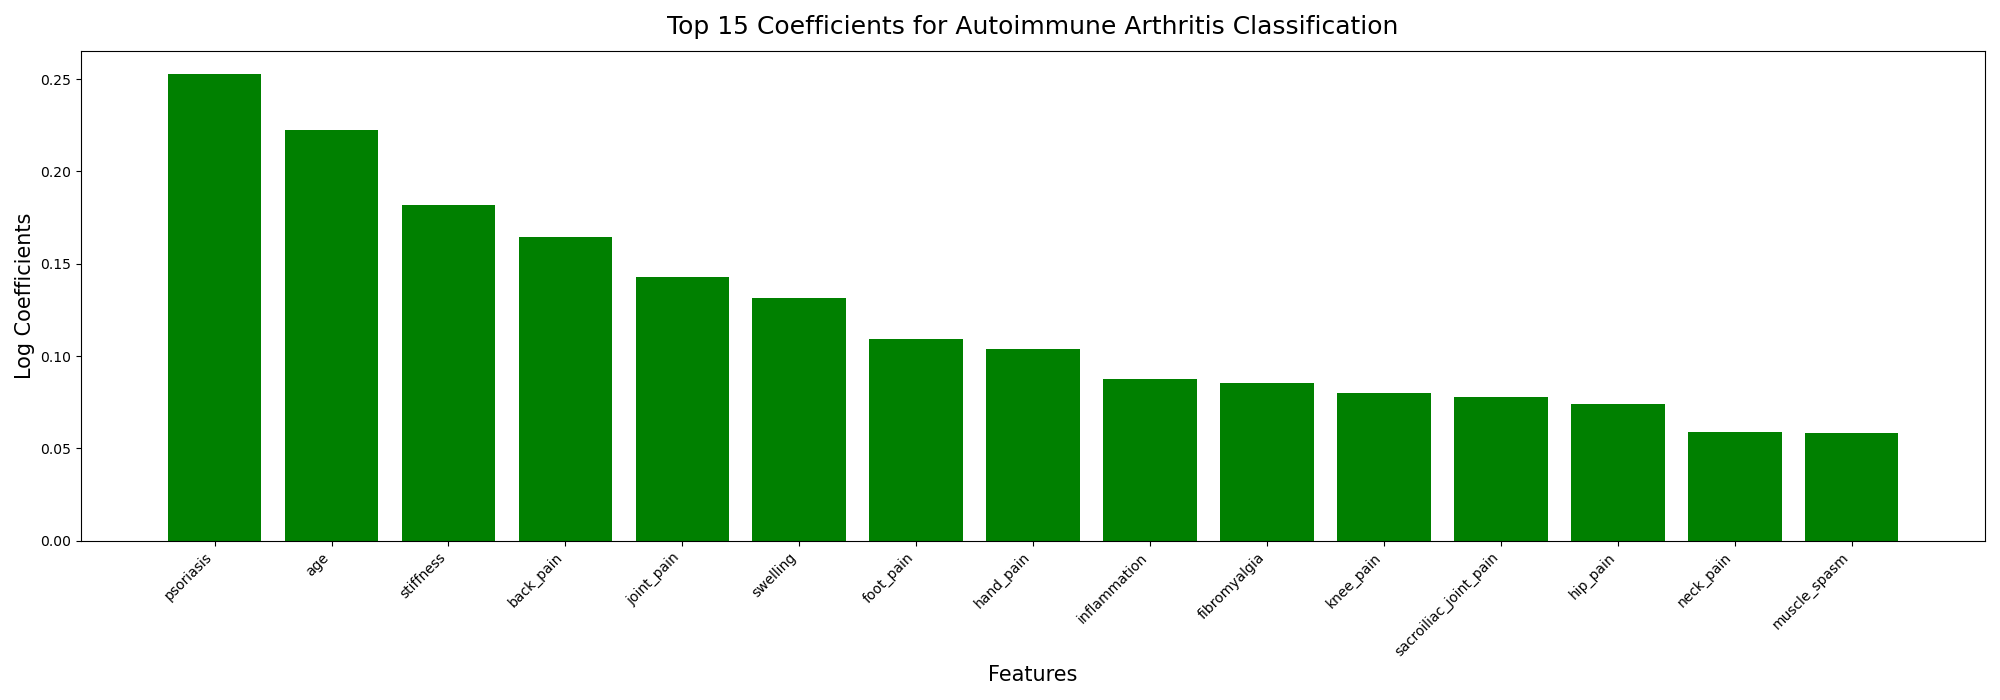 Top 15 Coefficients for Autoimmune Arthritis Classification
Log Coefficients
0.25
0.20
0.15
0.10
0.05
0.00
psoriasis
age
stiffness
back_pain
joint_pain
swelling
foot_pain
hand_pain
inflammation
fibromyalgia
knee_pain
sacroiliac_joint_pain
hip_pain
neck_pain
muscle_spasm
Features